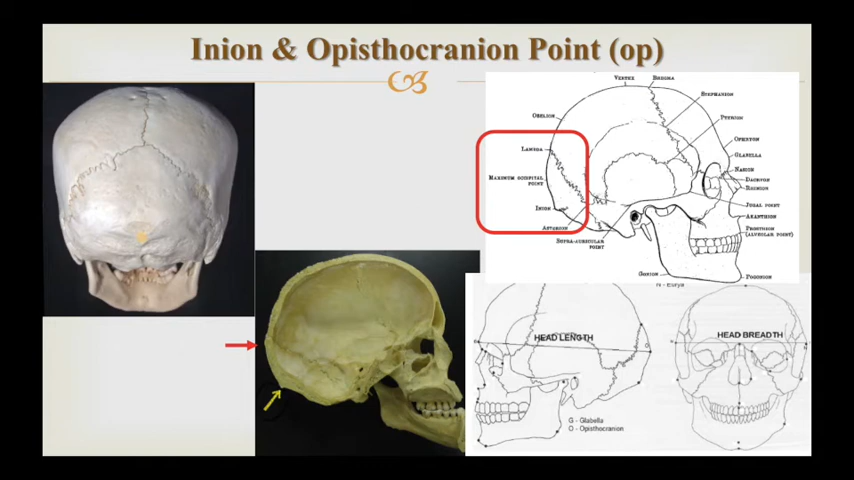 Inion & Opisthocranion Point (op)
VERTEX
BREGMA
STEPHANION
PTERION
OPHRYON
GLABELLA
NASION
DACRYON
RHINION
JUGAL POINT
AKANTHION
PROSTHION
(ALVEOLAR POINT)
POGONION
OBELION
LAMBDA
MAXIMUM OCCIPITAL
POINT
INION
ASTERION
SUPRA-AURICULAR
POINT
GONION
HEAD LENGTH
HEAD BREADTH
G - Glabella
O - Opisthocranion